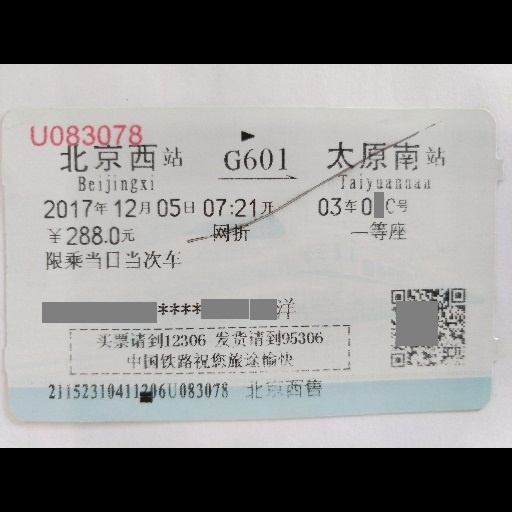 U083078
北京西站 G601 太原南站
Beijingxi Taiyuannan
2017年12月05日07:21开 03车0 C号
￥288.0元 网折 一等座
限乘当日当次车
****洋
买票请到12306 发货请到95306
中国铁路祝您旅途愉快
21152310411206U083078 北京西售